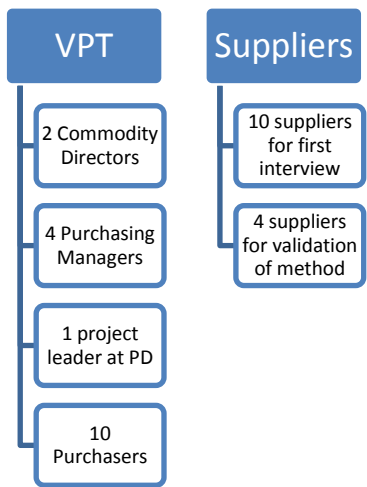 VPT
2 Commodity
Directors
4 Purchasing
Managers
1 project
leader at PD
10
Purchasers
Suppliers
10 suppliers
for first
interview
4 suppliers
for validation
of method